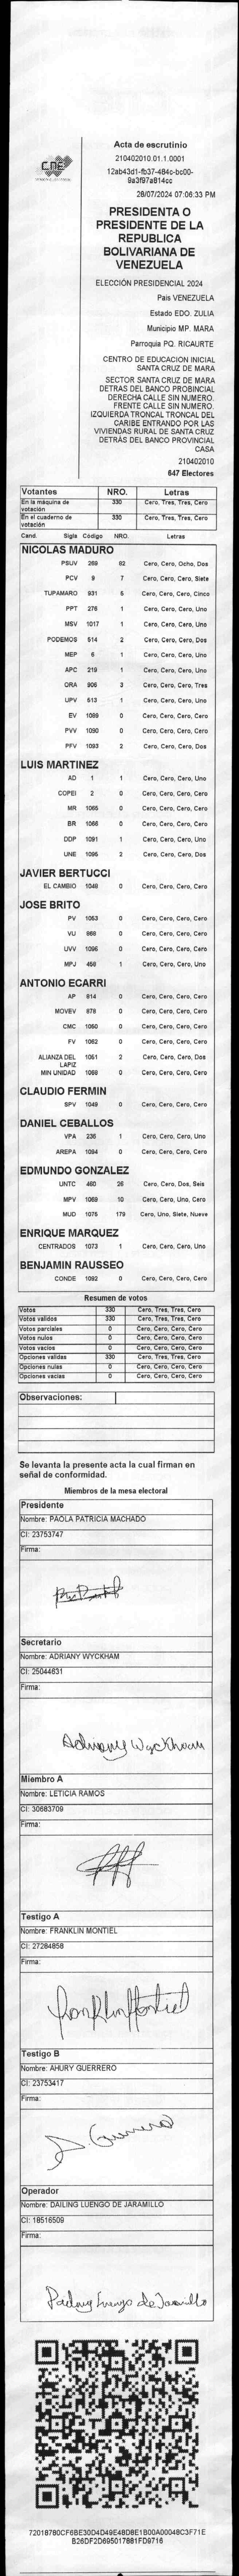 CNE
Acta de escrutinio
210402010.01.1.0001
12ab43d1-fb37-484c-bc00-
9a3f97a814cc
28/07/2024 07:06:33 PM
PRESIDENTA O
PRESIDENTE DE LA
REPUBLICA
BOLIVARIANA DE
VENEZUELA
ELECCIÓN PRESIDENCIAL 2024
Pais VENEZUELA
Estado EDO. ZULIA
Municipio MP. MARA
Parroquia PQ. RICAURTE
CENTRO DE EDUCACION INICIAL
SANTA CRUZ DE MARA
SECTOR SANTA CRUZ DE MARA
DETRAS DEL BANCO PROBINCIAL
DERECHA CALLE SIN NUMERO.
FRENTE CALLE SIN NUMERO.
IZQUIERDA TRONCAL TRONCAL DEL
CARIBE ENTRANDO POR LAS
VIVIENDAS RURAL DE SANTA CRUZ
DETRÁS DEL BANCO PROVINCIAL
CASA
210402010
647 Electores
Votantes NRO. Letras
En la máquina de votación 330 Cero, Tres, Tres, Cero
En el cuaderno de votación 330 Cero, Tres, Tres, Cero
Cand. Sigla Código NRO. Letras
NICOLAS MADURO
PSUV 269 82 Cero, Cero, Ocho, Dos
PCV 9 7 Cero, Cero, Cero, Siete
TUPAMARO 931 5 Cero, Cero, Cero, Cinco
PPT 276 1 Cero, Cero, Cero, Uno
MSV 1017 1 Cero, Cero, Cero, Uno
PODEMOS 514 2 Cero, Cero, Cero, Dos
MEP 6 1 Cero, Cero, Cero, Uno
APC 219 1 Cero, Cero, Cero, Uno
ORA 906 3 Cero, Cero, Cero, Tres
UPV 513 1 Cero, Cero, Cero, Uno
EV 1089 0 Cero, Cero, Cero, Cero
PVV 1090 0 Cero, Cero, Cero, Cero
PFV 1093 2 Cero, Cero, Cero, Dos
LUIS MARTINEZ
AD 1 1 Cero, Cero, Cero, Uno
COPEI 2 0 Cero, Cero, Cero, Cero
MR 1065 0 Cero, Cero, Cero, Cero
BR 1066 0 Cero, Cero, Cero, Cero
DDP 1091 1 Cero, Cero, Cero, Uno
UNE 1095 2 Cero, Cero, Cero, Dos
JAVIER BERTUCCI
EL CAMBIO 1048 0 Cero, Cero, Cero, Cero
JOSE BRITO
PV 1053 0 Cero, Cero, Cero, Cero
VU 888 0 Cero, Cero, Cero, Cero
UVV 1096 0 Cero, Cero, Cero, Cero
MPJ 458 1 Cero, Cero, Cero, Uno
ANTONIO ECARRI
AP 814 0 Cero, Cero, Cero, Cero
MOVEV 878 0 Cero, Cero, Cero, Cero
CMC 1060 0 Cero, Cero, Cero, Cero
FV 1062 0 Cero, Cero, Cero, Cero
ALIANZA DEL LAPIZ 1051 2 Cero, Cero, Cero, Dos
MIN UNIDAD 1098 0 Cero, Cero, Cero, Cero
CLAUDIO FERMIN
SPV 1049 0 Cero, Cero, Cero, Cero
DANIEL CEBALLOS
VPA 236 1 Cero, Cero, Cero, Uno
AREPA 1094 0 Cero, Cero, Cero, Cero
EDMUNDO GONZALEZ
UNTC 460 26 Cero, Cero, Dos, Seis
MPV 1069 10 Cero, Cero, Uno, Cero
MUD 1075 179 Cero, Uno, Siete, Nueve
ENRIQUE MARQUEZ
CENTRADOS 1073 1 Cero, Cero, Cero, Uno
BENJAMIN RAUSSEO
CONDE 1092 0 Cero, Cero, Cero, Cero
Resumen de votos
Votos 330 Cero, Tres, Tres, Cero
Votos validos 330 Cero, Tres, Tres, Cero
Votos parciales 0 Cero, Cero, Cero, Cero
Votos nulos 0 Cero, Cero, Cero, Cero
Votos vacios 0 Cero, Cero, Cero, Cero
Opciones validas 330 Cero, Tres, Tres, Cero
Opciones nulas 0 Cero, Cero, Cero, Cero
Opciones vacias 0 Cero, Cero, Cero, Cero
Observaciones:
Se levanta la presente acta la cual firman en
señal de conformidad.
Miembros de la mesa electoral
Presidente
Nombre: PAOLA PATRICIA MACHADO
CI: 23753747
Firma:
Secretario
Nombre: ADRIANY WYCKHAM
CI: 25044631
Firma:
Adriany Wyckham
Miembro A
Nombre: LETICIA RAMOS
CI: 30683709
Firma:
Testigo A
Nombre: FRANKLIN MONTIEL
CI: 27284858
Firma:
Franklin Montiel
Testigo B
Nombre: AHURY GUERRERO
CI: 23753417
Firma:
Operador
Nombre: DAILING LUENGO DE JARAMILLO
CI: 18516509
Firma:
Dailing Luengo de Jaramillo
72018780CF6BE30D4D49E48D8E1B00A00048C3F71E
B26DF2D695017881FD9716